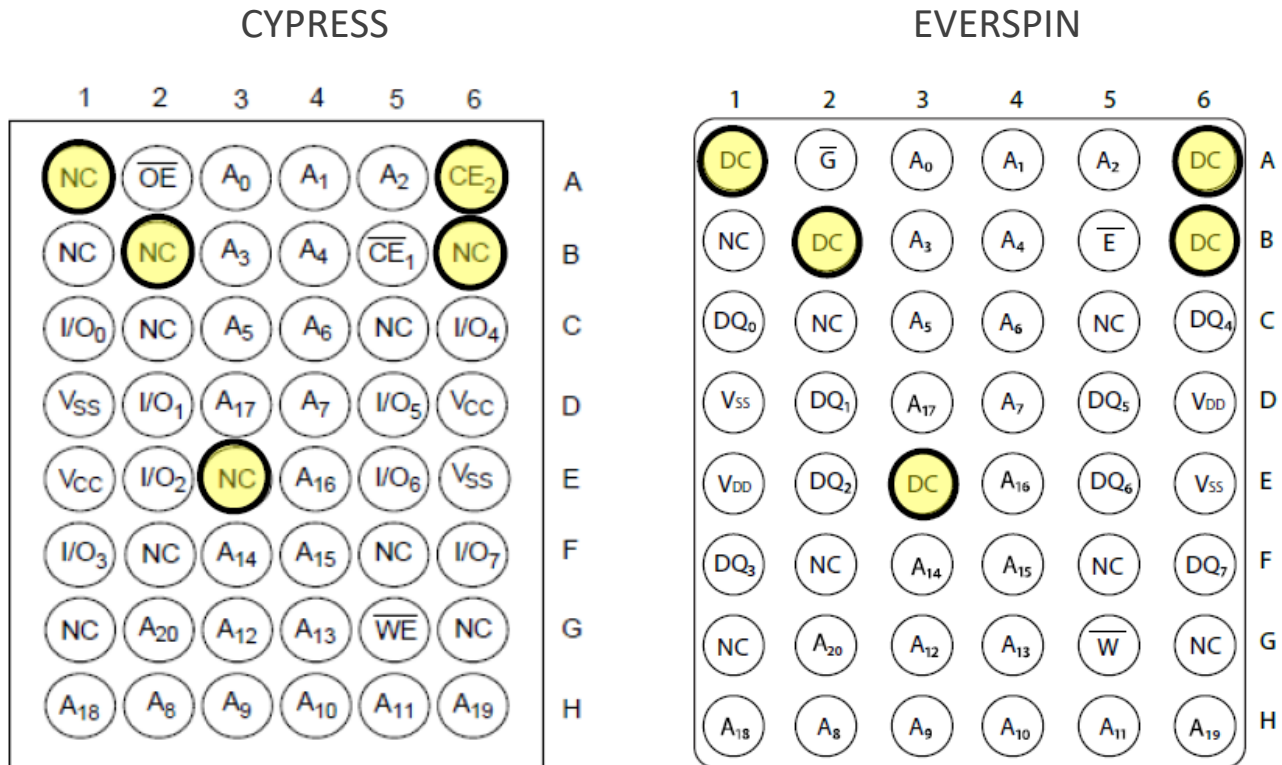 CYPRESS EVERSPIN
1 2 3 4 5 6
NC O̅E̅ A₀ A₁ A₂ CE₂ A
NC NC A₃ A₄ C̅E̅₁ NC B
I/O₀ NC A₅ A₆ NC I/O₄ C
VSS I/O₁ A₁₇ A₇ I/O₅ VCC D
VCC I/O₂ NC A₁₆ I/O₆ VSS E
I/O₃ NC A₁₄ A₁₅ NC I/O₇ F
NC A₂₀ A₁₂ A₁₃ W̅E̅ NC G
A₁₈ A₈ A₉ A₁₀ A₁₁ A₁₉ H
1 2 3 4 5 6
DC G̅ A₀ A₁ A₂ DC A
NC DC A₃ A₄ E̅ DC B
DQ₀ NC A₅ A₆ NC DQ₄ C
VSS DQ₁ A₁₇ A₇ DQ₅ VDD D
VDD DQ₂ DC A₁₆ DQ₆ VSS E
DQ₃ NC A₁₄ A₁₅ NC DQ₇ F
NC A₂₀ A₁₂ A₁₃ W̅ NC G
A₁₈ A₈ A₉ A₁₀ A₁₁ A₁₉ H